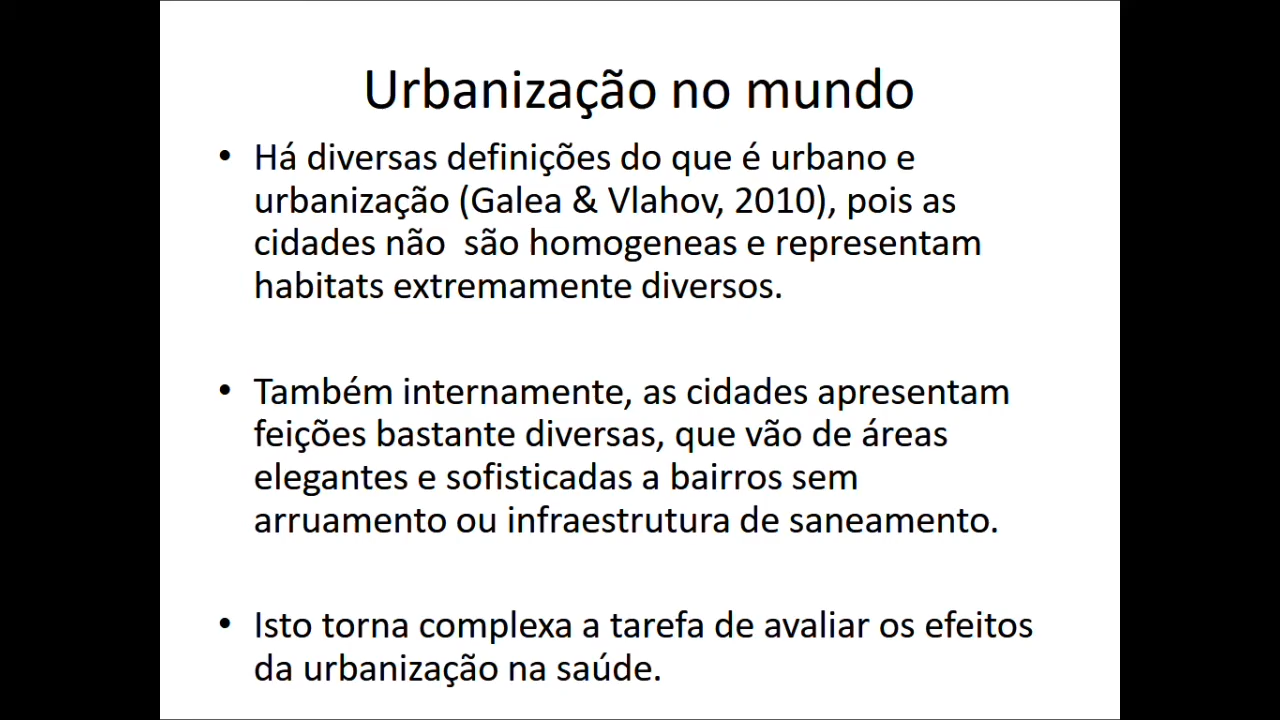 Urbanização no mundo
• Há diversas definições do que é urbano e
urbanização (Galea & Vlahov, 2010), pois as
cidades não  são homogeneas e representam
habitats extremamente diversos.
• Também internamente, as cidades apresentam
feições bastante diversas, que vão de áreas
elegantes e sofisticadas a bairros sem
arruamento ou infraestrutura de saneamento.
• Isto torna complexa a tarefa de avaliar os efeitos
da urbanização na saúde.